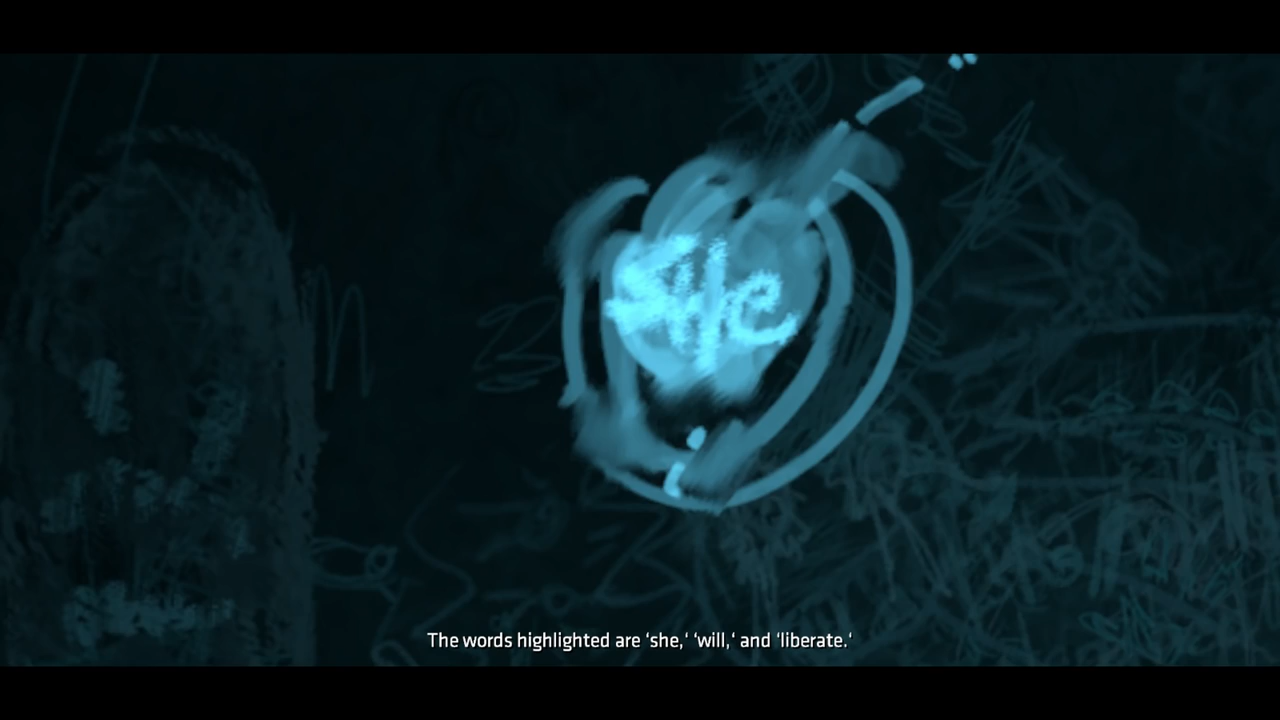 She
The words highlighted are ‘she,‘ ‘will,‘ and ‘liberate.‘